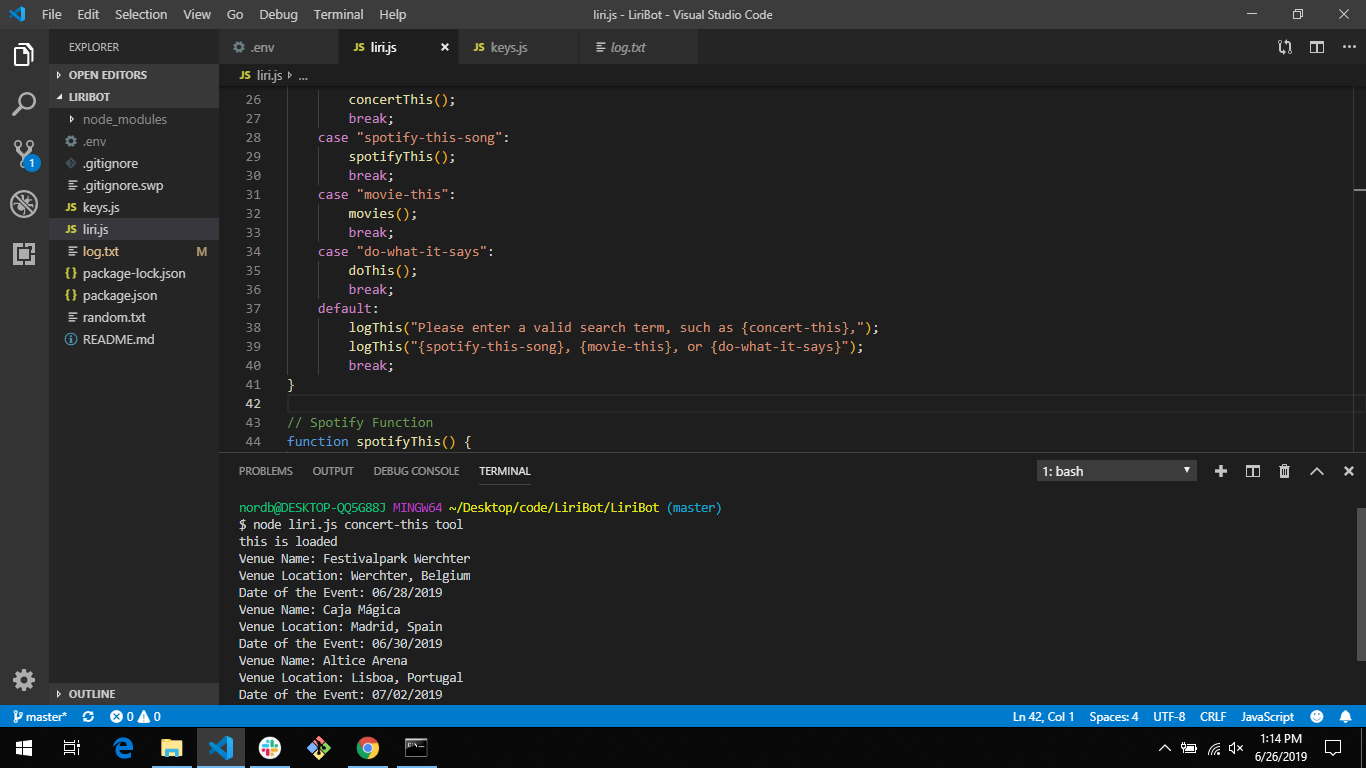 File Edit Selection View Go Debug Terminal Help
liri.js - LiriBot - Visual Studio Code
EXPLORER
OPEN EDITORS
LIRIBOT
node_modules
.env
.gitignore
.gitignore.swp
JS keys.js
JS liri.js
log.txt M
{} package-lock.json
{} package.json
random.txt
README.md
OUTLINE
1
.env JS liri.js JS keys.js log.txt
JS liri.js ...
26 concertThis();
27 break;
28 case "spotify-this-song":
29 spotifyThis();
30 break;
31 case "movie-this":
32 movies();
33 break;
34 case "do-what-it-says":
35 doThis();
36 break;
37 default:
38 logThis("Please enter a valid search term, such as {concert-this},");
39 logThis("{spotify-this-song}, {movie-this}, or {do-what-it-says}");
40 break;
41 }
42
43 // Spotify Function
44 function spotifyThis() {
PROBLEMS OUTPUT DEBUG CONSOLE TERMINAL
1: bash
nordb@DESKTOP-QQ5G88J MINGW64 ~/Desktop/code/LiriBot/LiriBot (master)
$ node liri.js concert-this tool
this is loaded
Venue Name: Festivalpark Werchter
Venue Location: Werchter, Belgium
Date of the Event: 06/28/2019
Venue Name: Caja Mágica
Venue Location: Madrid, Spain
Date of the Event: 06/30/2019
Venue Name: Altice Arena
Venue Location: Lisboa, Portugal
Date of the Event: 07/02/2019
master* 0 0
Ln 42, Col 1 Spaces: 4 UTF-8 CRLF JavaScript
1:14 PM
6/26/2019